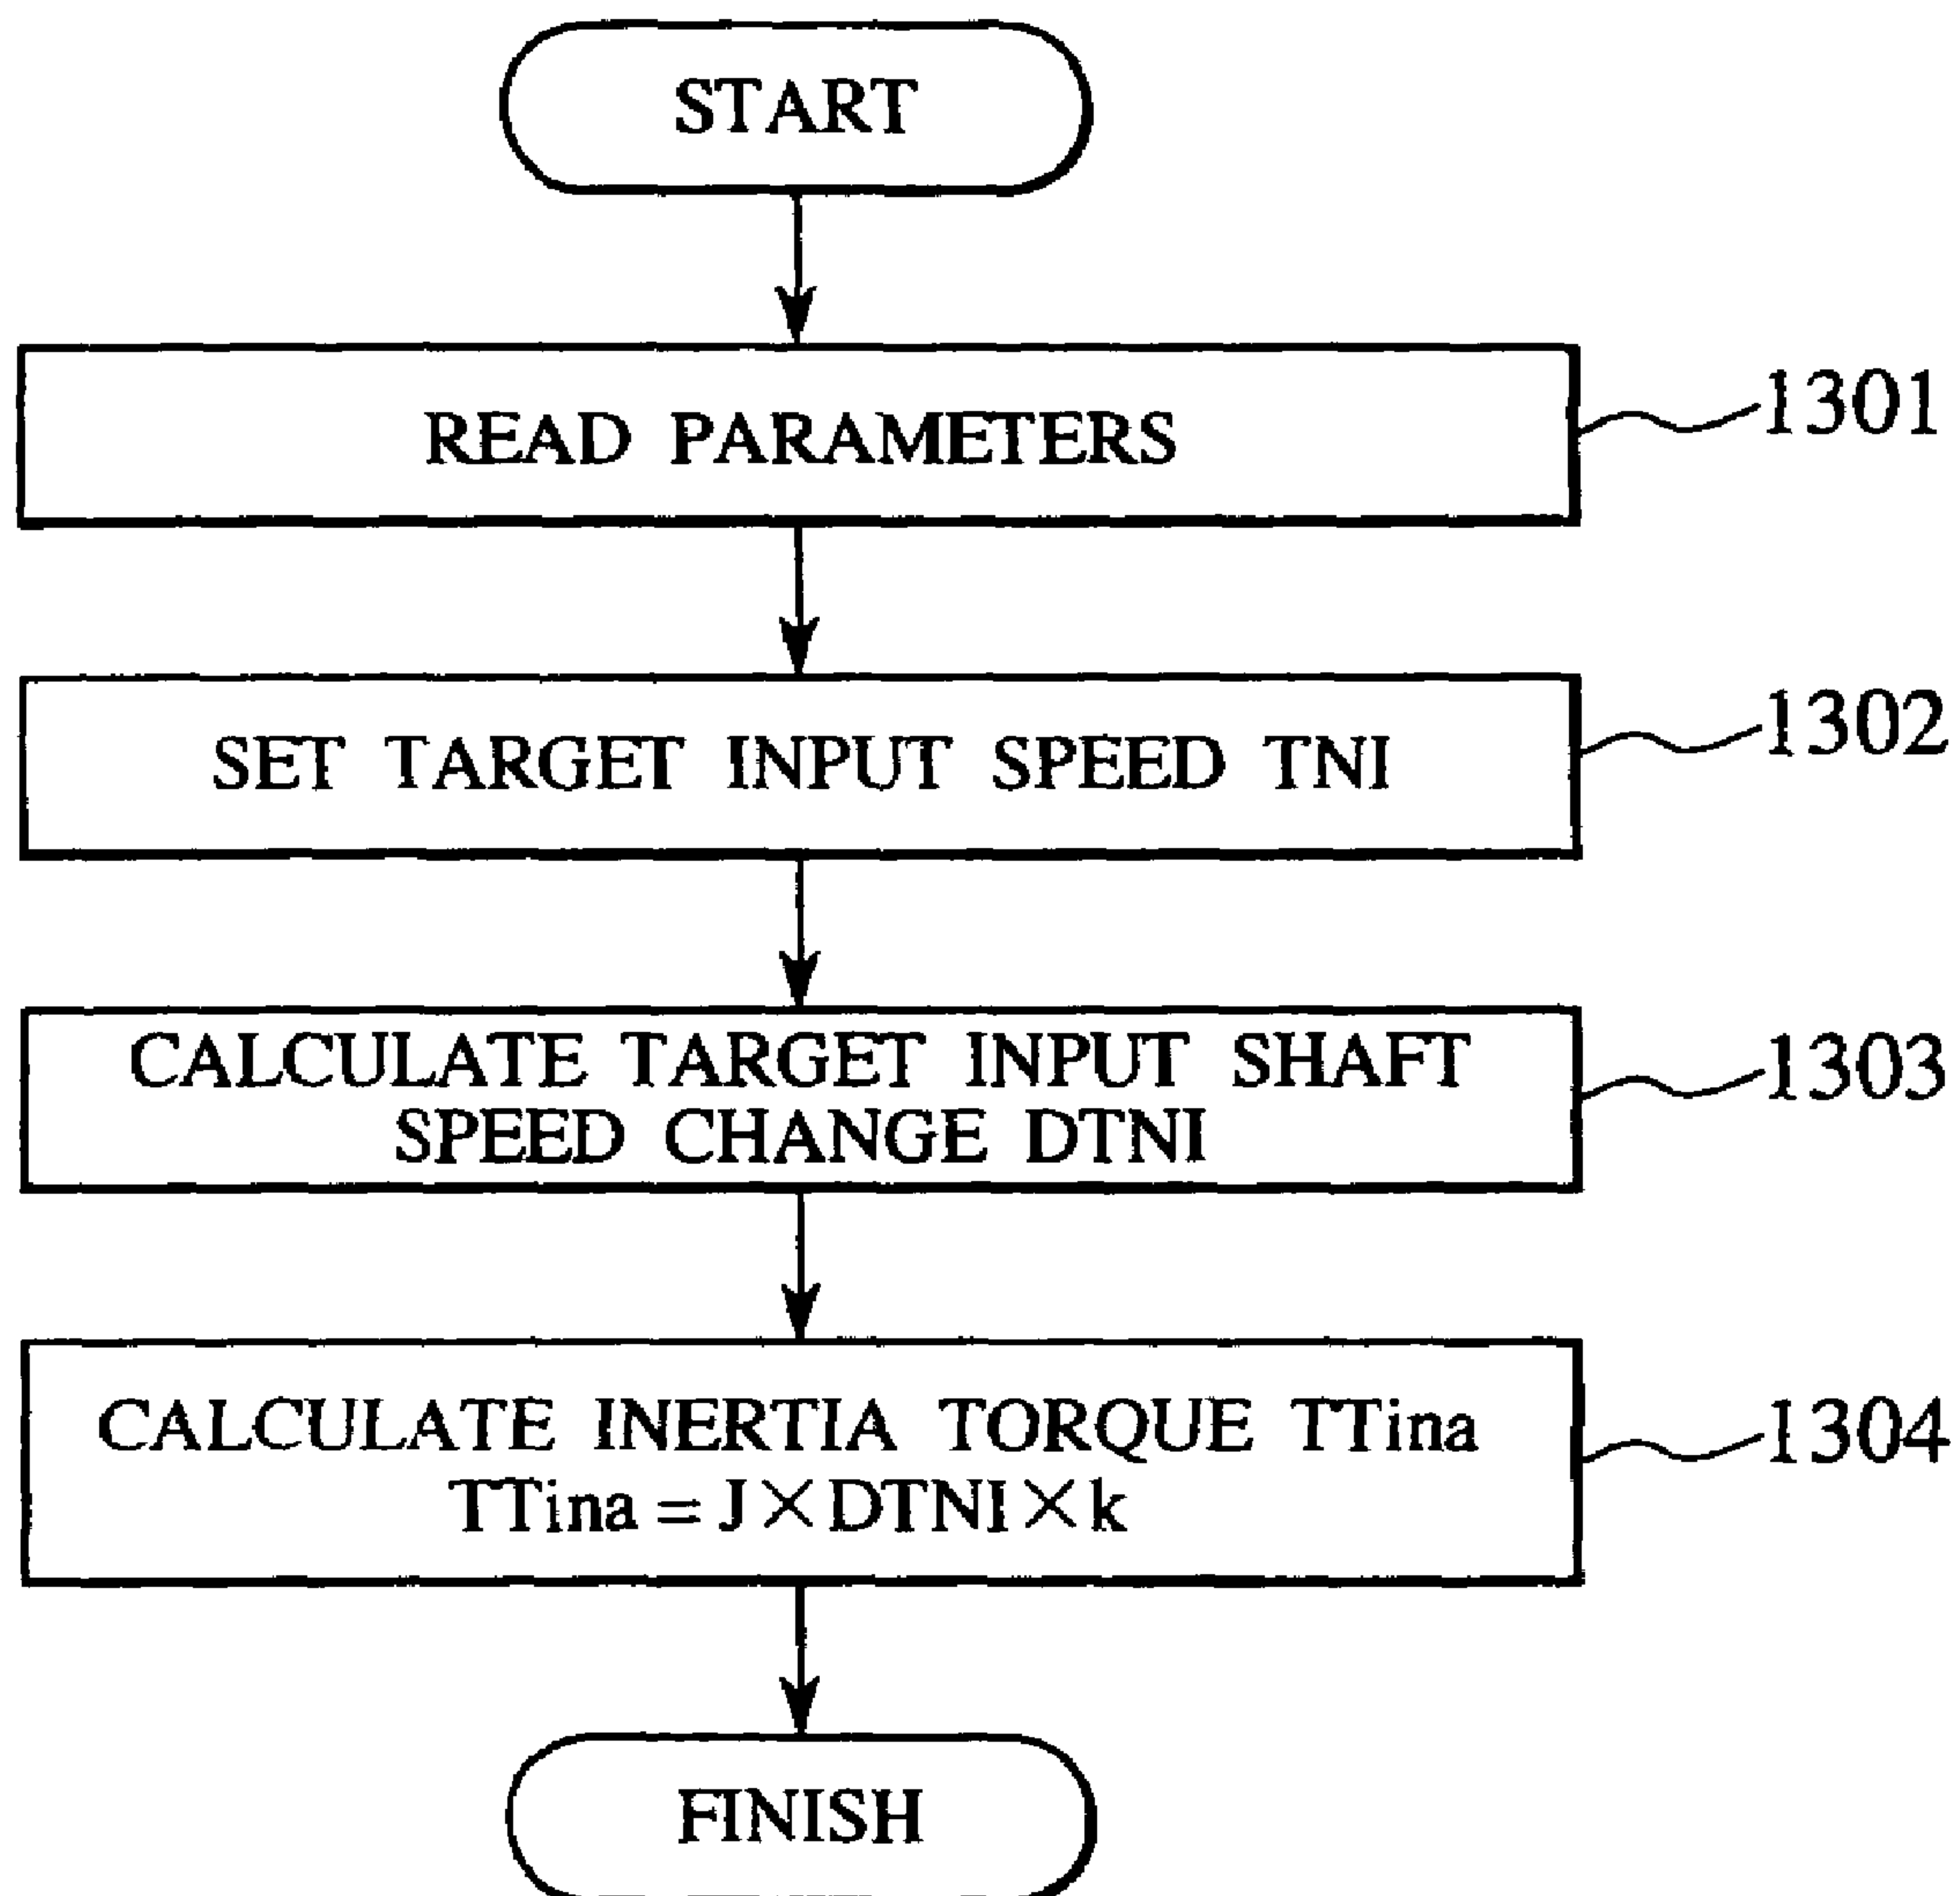 START
READ PARAMETERS
1301
SET TARGET INPUT SPEED TNI
1302
CALCULATE TARGET INPUT SHAFT
SPEED CHANGE DTNI
1303
CALCULATE INERTIA TORQUE TTina
TTina = J×DTNI×k
1304
FINISH